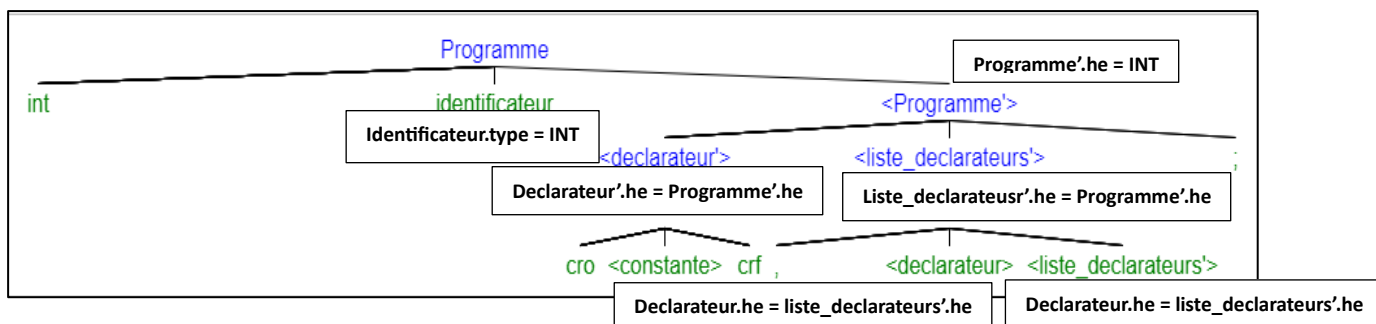 Programme
Programme'.he = INT
int identificateur <Programme'>
Identificateur.type = INT
<declarateur'> <liste_declarateurs'> ;
Declarateur'.he = Programme'.he Liste_declarateusr'.he = Programme'.he
cro <constante> crf , <declarateur> <liste_declarateurs'>
Declarateur.he = liste_declarateurs'.he Declarateur.he = liste_declarateurs'.he